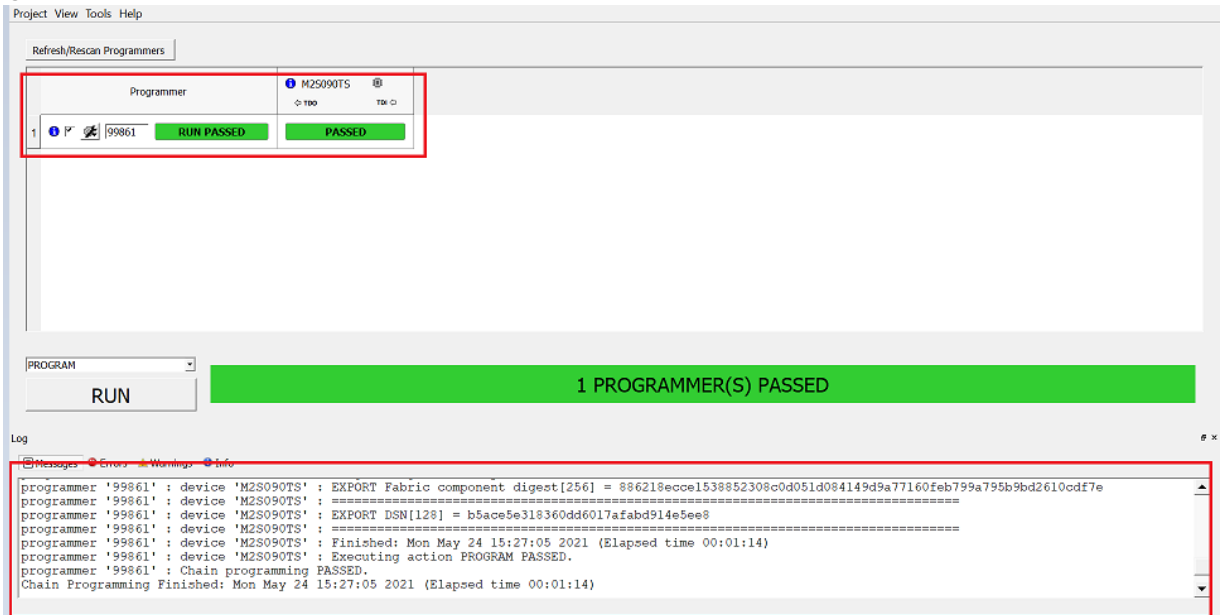 Project View Tools Help
Refresh/Rescan Programmers
Programmer
M2S090TS
TDO TDI
1 99861 RUN PASSED PASSED
PROGRAM
RUN
1 PROGRAMMER(S) PASSED
Log
Messages Errors Warnings Info
programmer '99861' : device 'M2S090TS' : EXPORT Fabric component digest[256] = 886218ecce1538852308c0d051d084149d9a77160feb799a795b9bd2610cdf7e
programmer '99861' : device 'M2S090TS' : ===================================================================================
programmer '99861' : device 'M2S090TS' : EXPORT DSN[128] = b5ace5e318360dd6017afabd914e5ee8
programmer '99861' : device 'M2S090TS' : ===================================================================================
programmer '99861' : device 'M2S090TS' : Finished: Mon May 24 15:27:05 2021 (Elapsed time 00:01:14)
programmer '99861' : device 'M2S090TS' : Executing action PROGRAM PASSED.
programmer '99861' : Chain programming PASSED.
Chain Programming Finished: Mon May 24 15:27:05 2021 (Elapsed time 00:01:14)